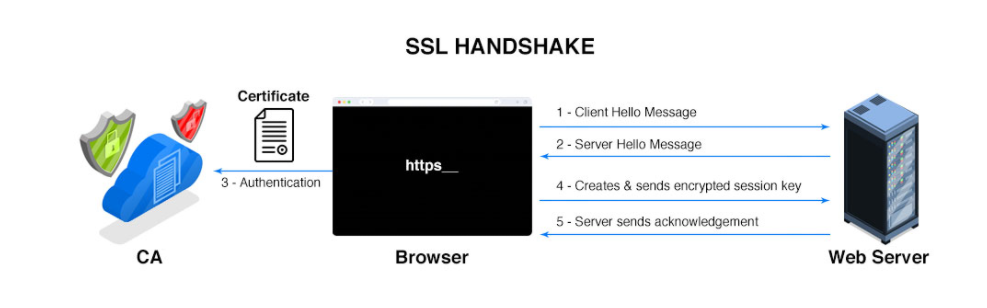 SSL HANDSHAKE
Certificate
3 - Authentication
CA
https__
Browser
1 - Client Hello Message
2 - Server Hello Message
4 - Creates & sends encrypted session key
5 - Server sends acknowledgement
Web Server